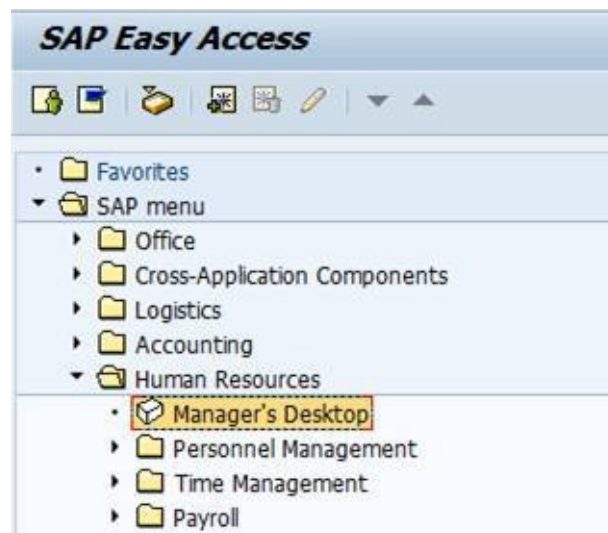 SAP Easy Access
Favorites
SAP menu
Office
Cross-Application Components
Logistics
Accounting
Human Resources
Manager's Desktop
Personnel Management
Time Management
Payroll